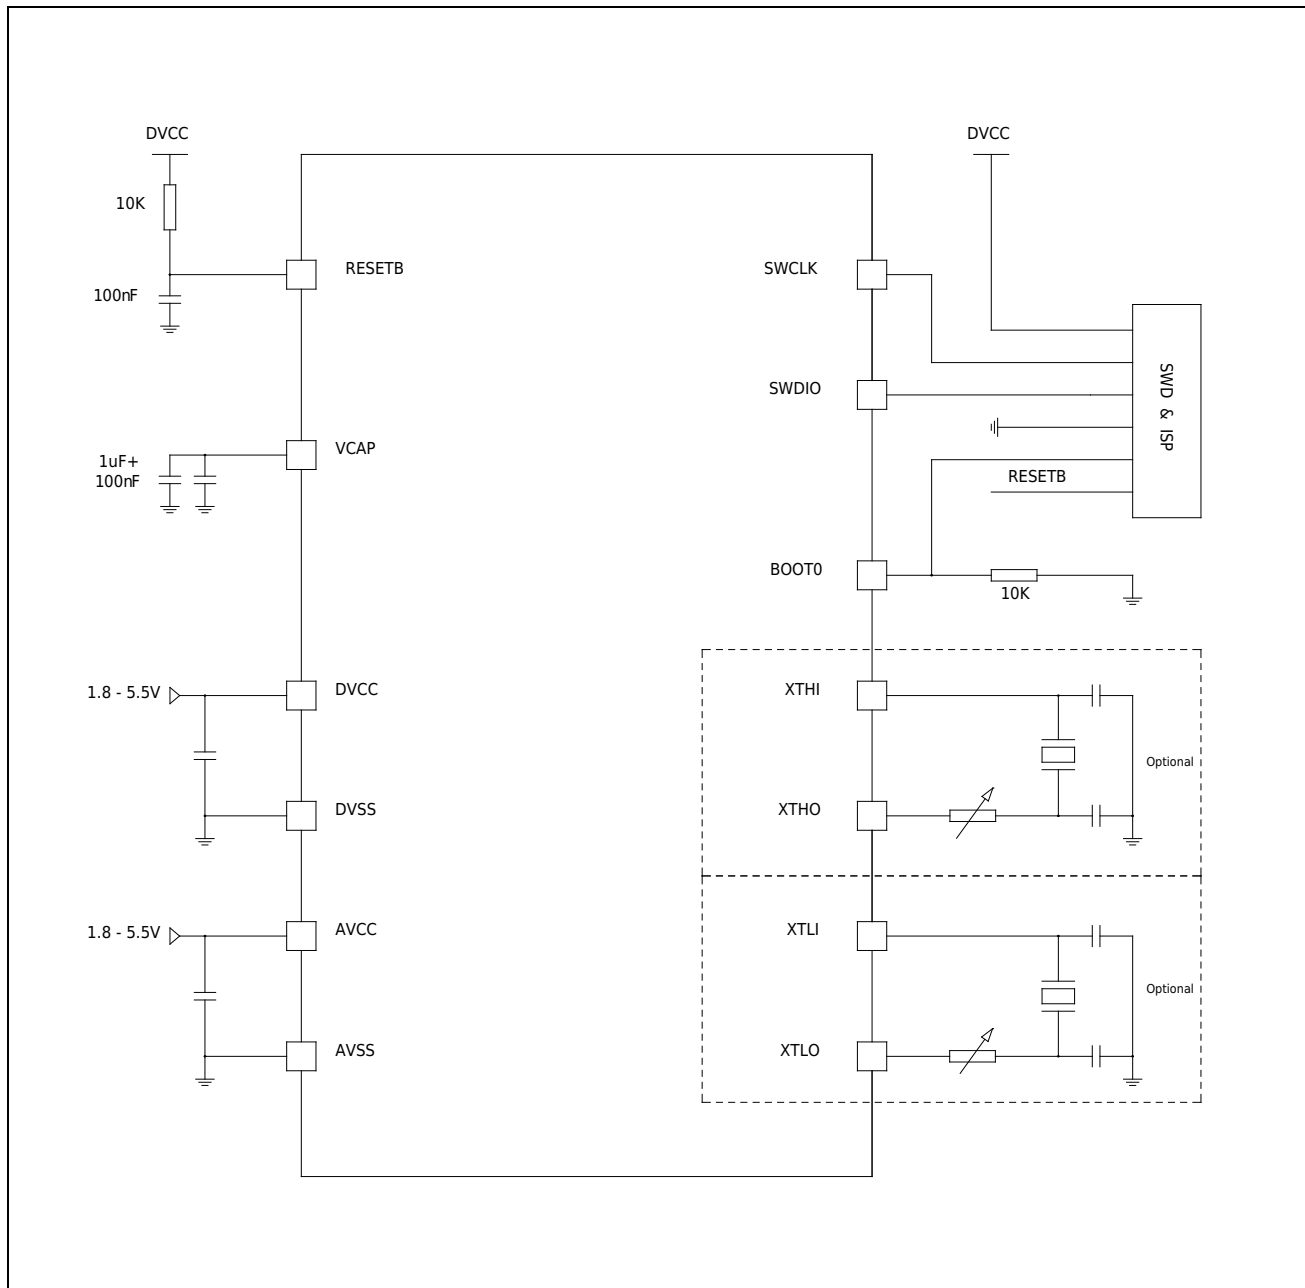 DVCC
DVCC
10K
RESETB
SWCLK
100nF
SWDIO
SWD & ISP
VCAP
1uF+
100nF
RESETB
BOOT0
10K
1.8 - 5.5V
DVCC
XTHI
Optional
DVSS
XTHO
1.8 - 5.5V
AVCC
XTLI
Optional
AVSS
XTLO